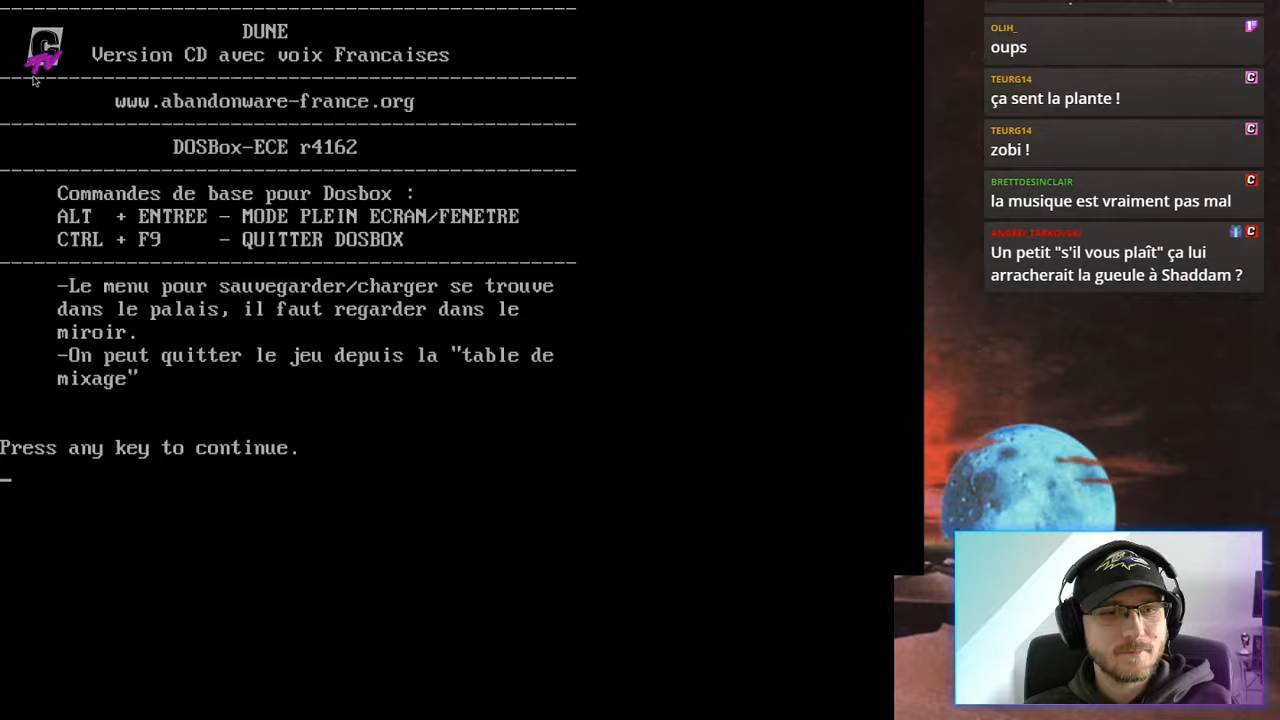 DUNE
Version CD avec voix Francaises
www.abandonware-france.org
DOSBox-ECE r4162
Commandes de base pour Dosbox :
ALT + ENTREE - MODE PLEIN ECRAN/FENETRE
CTRL + F9 - QUITTER DOSBOX
-Le menu pour sauvegarder/charger se trouve
dans le palais, il faut regarder dans le
miroir.
-On peut quitter le jeu depuis la "table de
mixage"
Press any key to continue.
OLIH_
oups
TEURG14
ça sent la plante !
TEURG14
zobi !
BRETTDESINCLAIR
la musique est vraiment pas mal
ANDREI_TARKOVSKI
Un petit "s'il vous plaît" ça lui
arracherait la gueule à Shaddam ?